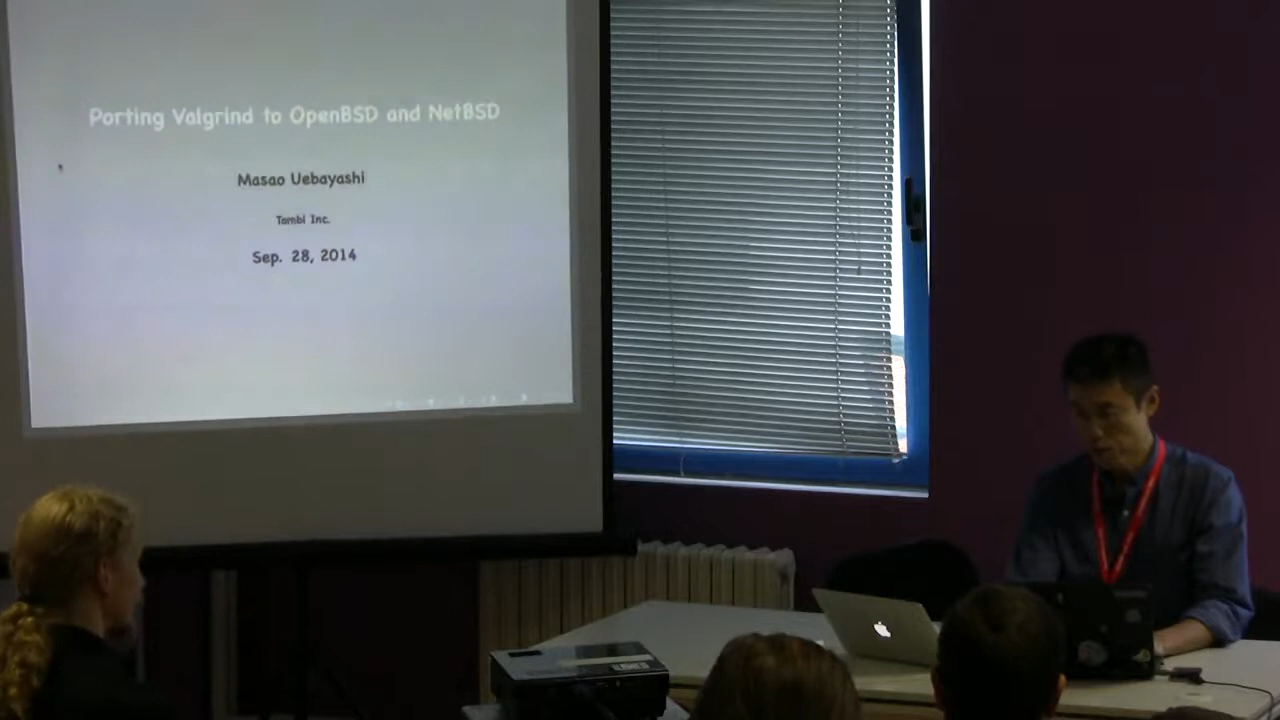 Porting Valgrind to OpenBSD and NetBSD
Masao Uebayashi
Tombi Inc.
Sep. 28, 2014